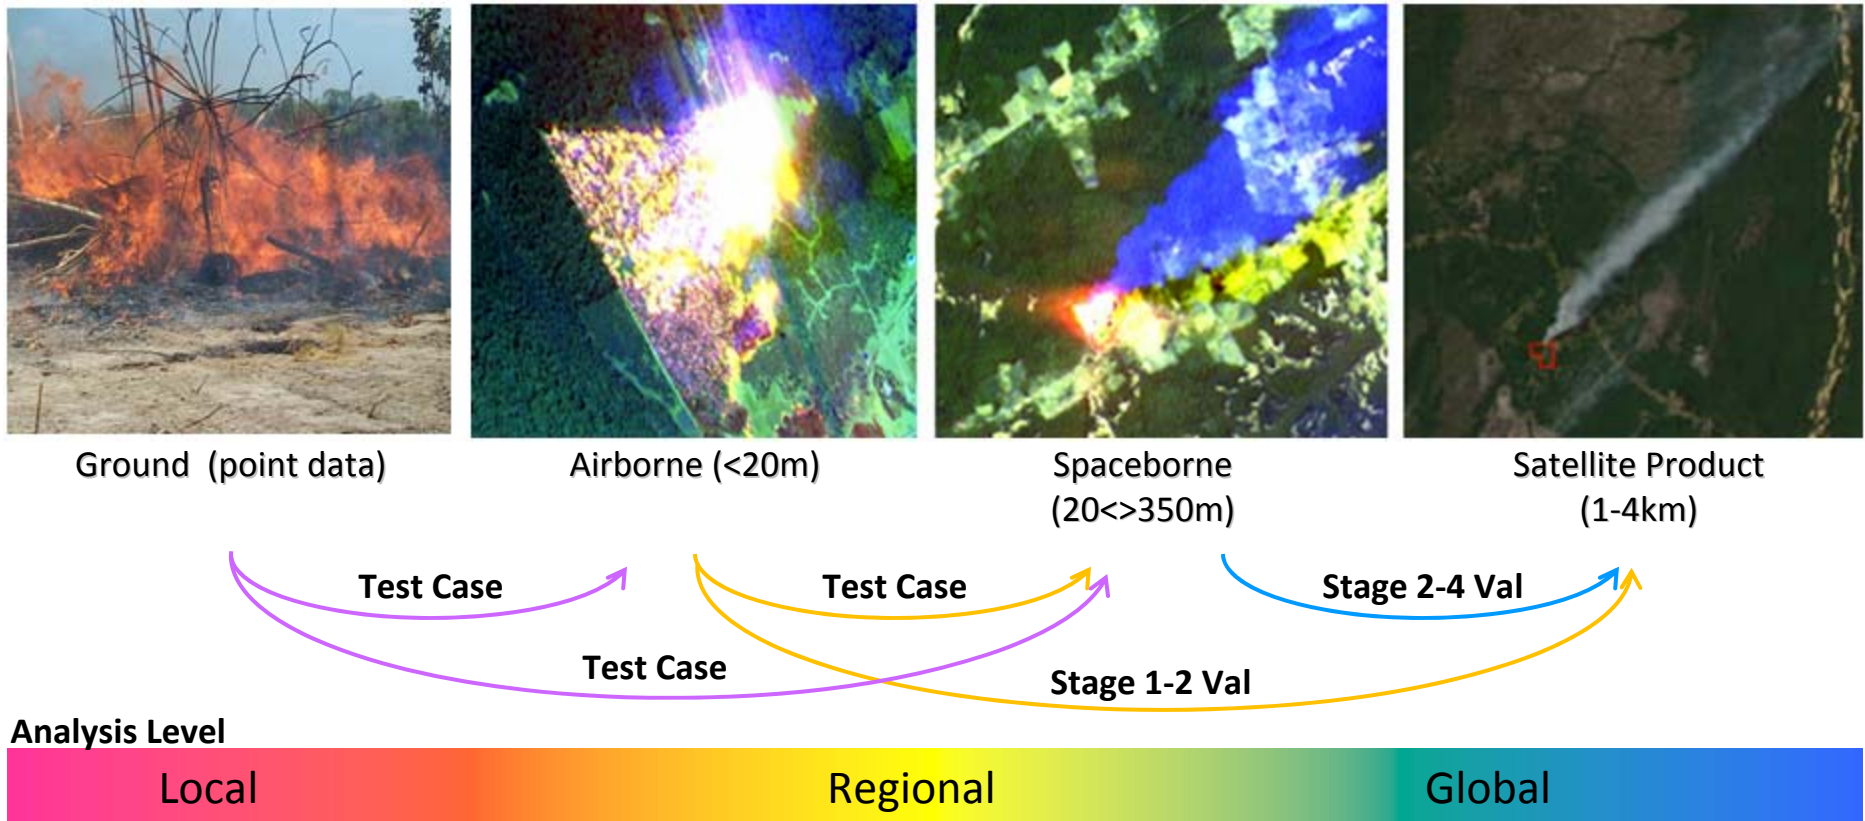 Ground (point data)
Airborne (<20m)
Spaceborne
(20<>350m)
Satellite Product
(1-4km)
Test Case
Test Case
Stage 2-4 Val
Test Case
Stage 1-2 Val
Analysis Level
Local
Regional
Global